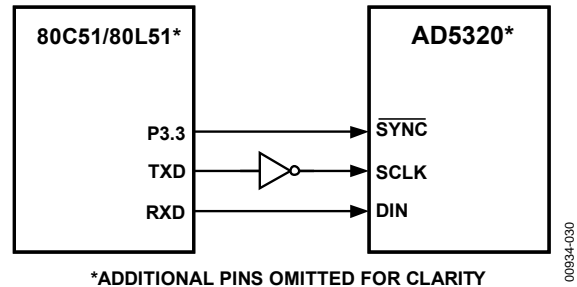 80C51/80L51*
AD5320*
P3.3
SYNC
TXD
SCLK
RXD
DIN
*ADDITIONAL PINS OMITTED FOR CLARITY
00934-030